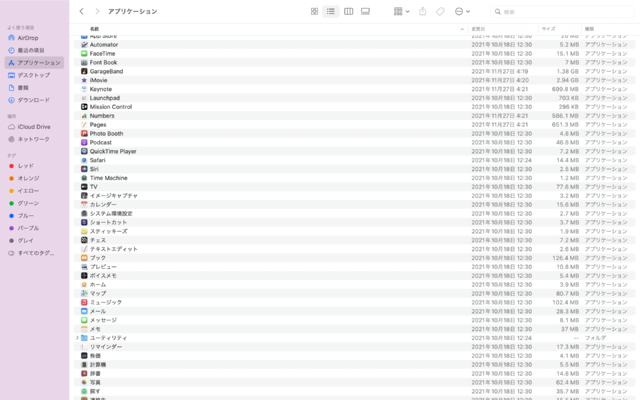 アプリケーション
検索
よく使う項目
AirDrop
最近の項目
アプリケーション
デスクトップ
書類
ダウンロード
場所
iCloud Drive
ネットワーク
タグ
レッド
オレンジ
イエロー
グリーン
ブルー
パープル
グレイ
すべてのタグ...
名前 変更日 サイズ 種類
Automator 2021年10月18日 12:30 5.2 MB アプリケーション
FaceTime 2021年10月18日 12:30 15.1 MB アプリケーション
Font Book 2021年10月18日 12:30 7 MB アプリケーション
GarageBand 2021年11月27日 4:19 1.38 GB アプリケーション
iMovie 2021年11月27日 4:20 2.94 GB アプリケーション
Keynote 2021年11月27日 4:21 699.8 MB アプリケーション
Launchpad 2021年10月18日 12:30 703 KB アプリケーション
Mission Control 2021年10月18日 12:30 296 KB アプリケーション
Numbers 2021年11月27日 4:21 586.1 MB アプリケーション
Pages 2021年11月27日 4:21 651.3 MB アプリケーション
Photo Booth 2021年10月18日 12:30 4.8 MB アプリケーション
Podcast 2021年10月18日 12:30 46.8 MB アプリケーション
QuickTime Player 2021年10月18日 12:30 7.2 MB アプリケーション
Safari 2021年10月18日 12:24 14.4 MB アプリケーション
Siri 2021年10月18日 12:30 2.8 MB アプリケーション
Time Machine 2021年10月18日 12:30 1.2 MB アプリケーション
TV 2021年10月18日 12:30 77.6 MB アプリケーション
イメージキャプチャ 2021年10月18日 12:30 3.2 MB アプリケーション
カレンダー 2021年10月18日 12:30 15.6 MB アプリケーション
システム環境設定 2021年10月18日 12:30 2.7 MB アプリケーション
ショートカット 2021年10月18日 12:30 3.7 MB アプリケーション
スティッキーズ 2021年10月18日 12:30 1.9 MB アプリケーション
チェス 2021年10月18日 12:30 7.2 MB アプリケーション
テキストエディット 2021年10月18日 12:30 2.6 MB アプリケーション
ブック 2021年10月18日 12:30 126.4 MB アプリケーション
プレビュー 2021年10月18日 12:30 10.6 MB アプリケーション
ボイスメモ 2021年10月18日 12:30 5.4 MB アプリケーション
ホーム 2021年10月18日 12:30 3.9 MB アプリケーション
マップ 2021年10月18日 12:30 80.7 MB アプリケーション
ミュージック 2021年10月18日 12:30 102.4 MB アプリケーション
メール 2021年10月18日 12:30 28.3 MB アプリケーション
メッセージ 2021年10月18日 12:30 6.1 MB アプリケーション
メモ 2021年10月18日 12:30 37 MB アプリケーション
ユーティリティ 2021年10月18日 12:24 -- フォルダ
リマインダー 2021年10月18日 12:30 17.3 MB アプリケーション
株価 2021年10月18日 12:30 4.1 MB アプリケーション
計算機 2021年10月18日 12:30 5.5 MB アプリケーション
辞書 2021年10月18日 12:30 14.6 MB アプリケーション
写真 2021年10月18日 12:30 62.4 MB アプリケーション
探す 2021年10月18日 12:30 35.7 MB アプリケーション